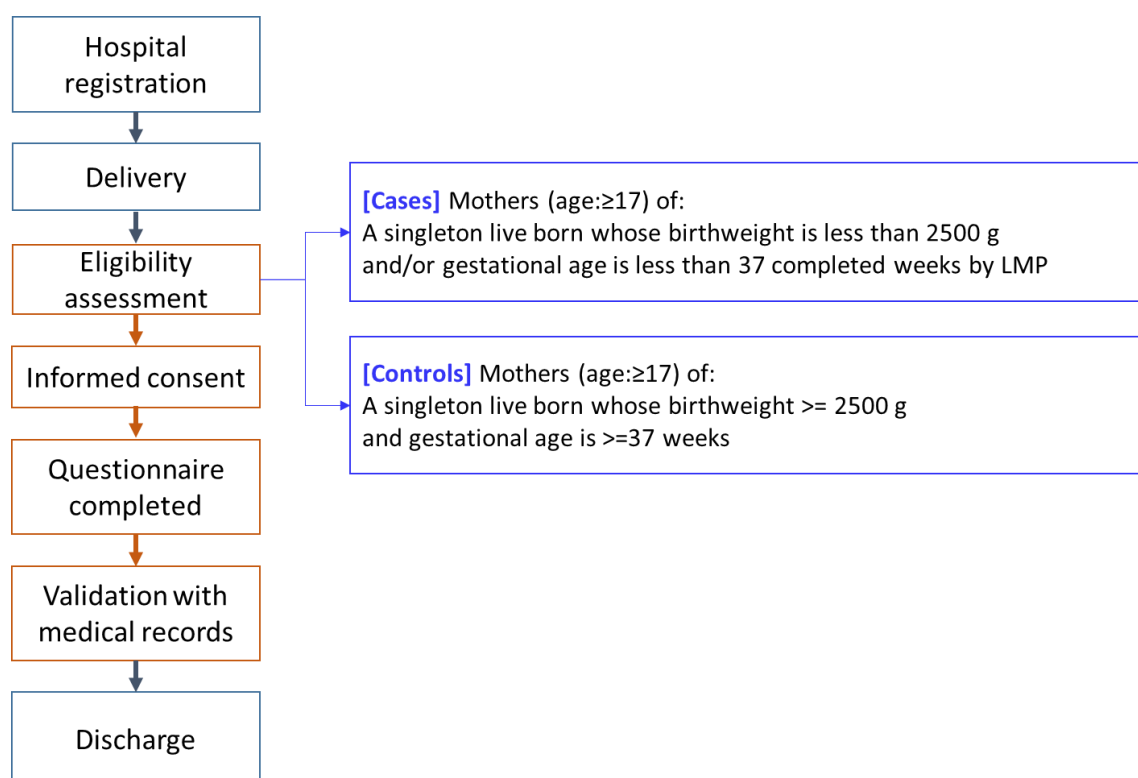 Hospital
registration
Delivery
Eligibility
assessment
Informed consent
Questionnaire
completed
Validation with
medical records
Discharge
[Cases] Mothers (age:≥17) of:
A singleton live born whose birthweight is less than 2500 g
and/or gestational age is less than 37 completed weeks by LMP
[Controls] Mothers (age:≥17) of:
A singleton live born whose birthweight >= 2500 g
and gestational age is >=37 weeks